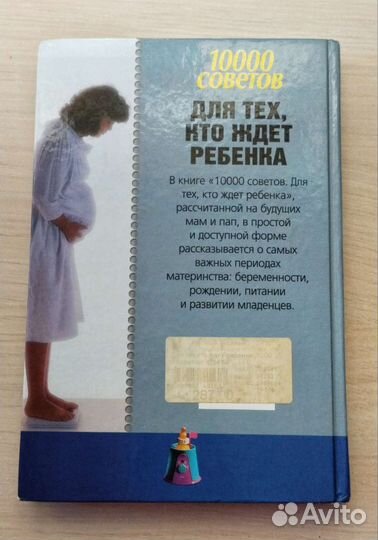 10000
СОВЕТОВ
ДЛЯ ТЕХ,
КТО ЖДЕТ
РЕБЕНКА
В книге «10000 советов. Для
тех, кто ждет ребенка»,
рассчитанной на будущих
мам и пап, в простой
и доступной форме
рассказывается о самых
важных периодах
материнства: беременности,
рождении, питании
и развитии младенцев.
Avito